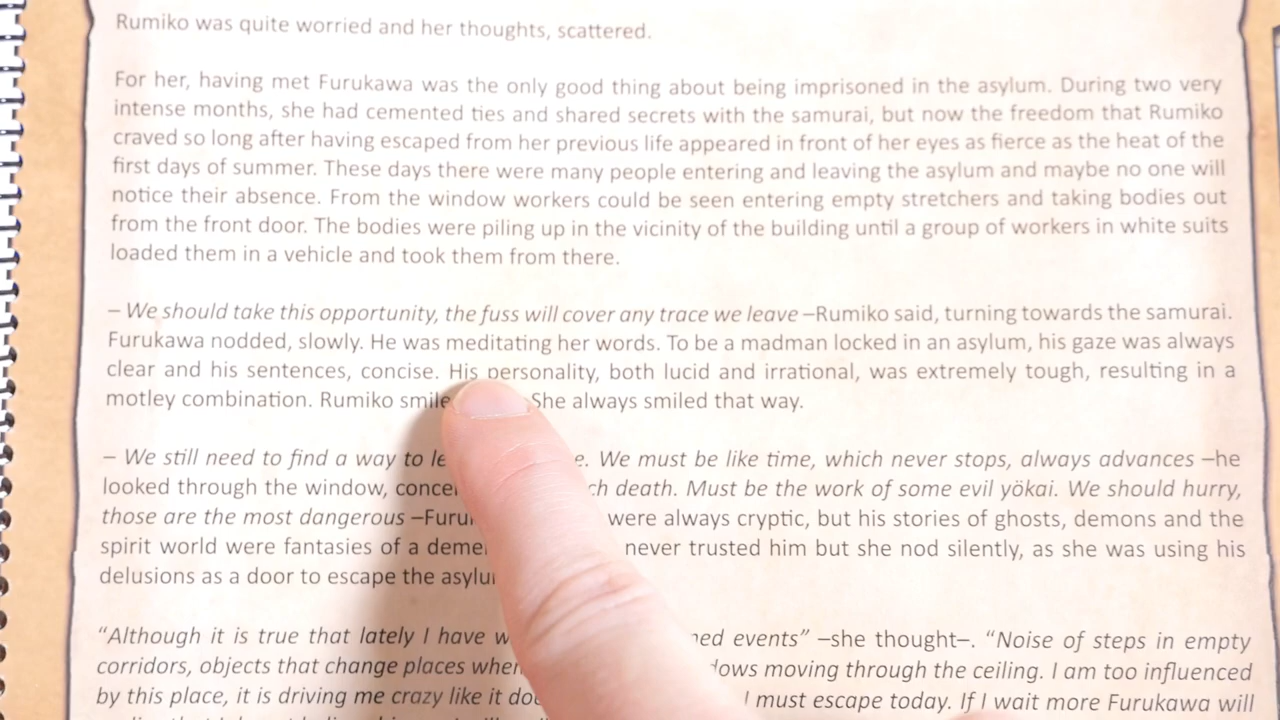 Rumiko was quite worried and her thoughts, scattered.
For her, having met Furukawa was the only good thing about being imprisoned in the asylum. During two very
intense months, she had cemented ties and shared secrets with the samurai, but now the freedom that Rumiko
craved so long after having escaped from her previous life appeared in front of her eyes as fierce as the heat of the
first days of summer. These days there were many people entering and leaving the asylum and maybe no one will
notice their absence. From the window workers could be seen entering empty stretchers and taking bodies out
from the front door. The bodies were piling up in the vicinity of the building until a group of workers in white suits
loaded them in a vehicle and took them from there.
– We should take this opportunity, the fuss will cover any trace we leave –Rumiko said, turning towards the samurai.
Furukawa nodded, slowly. He was meditating her words. To be a madman locked in an asylum, his gaze was always
clear and his sentences, concise. His personality, both lucid and irrational, was extremely tough, resulting in a
motley combination. Rumiko She always smiled that way.
– We still need to find a way to We must be like time, which never stops, always advances –he
looked through the window, death. Must be the work of some evil yökai. We should hurry,
those are the most dangerous were always cryptic, but his stories of ghosts, demons and the
spirit world were fantasies of a never trusted him but she nod silently, as she was using his
delusions as a door to escape the
“Although it is true that lately I have events” –she thought–. “Noise of steps in empty
corridors, objects that change places moving through the ceiling. I am too influenced
by this place, it is driving me crazy like it I must escape today. If I wait more Furukawa will